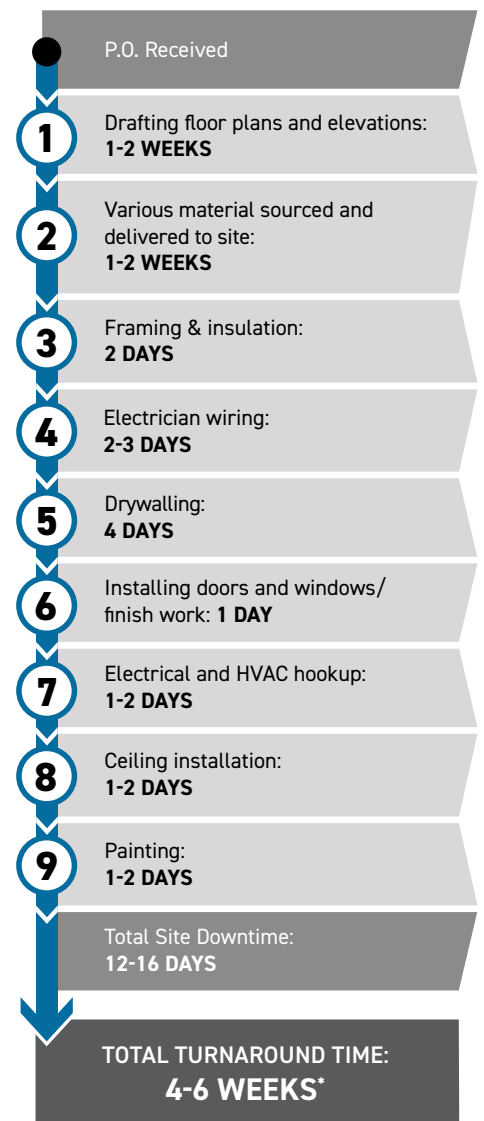 P.O. Received
1
Drafting floor plans and elevations:
1-2 WEEKS
2
Various material sourced and
delivered to site:
1-2 WEEKS
3
Framing & insulation:
2 DAYS
4
Electrician wiring:
2-3 DAYS
5
Drywalling:
4 DAYS
6
Installing doors and windows/
finish work: 1 DAY
7
Electrical and HVAC hookup:
1-2 DAYS
8
Ceiling installation:
1-2 DAYS
9
Painting:
1-2 DAYS
Total Site Downtime:
12-16 DAYS
TOTAL TURNAROUND TIME:
4-6 WEEKS*